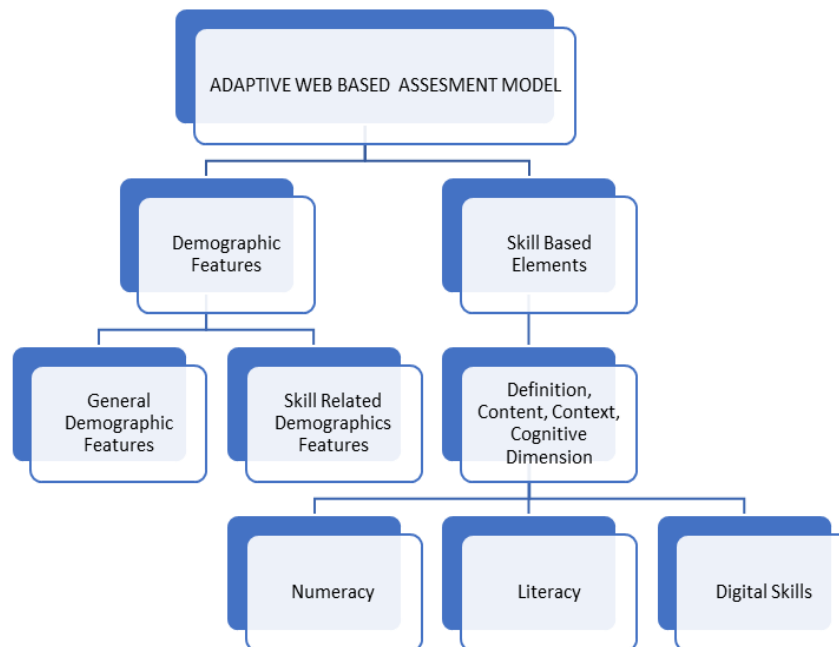 ADAPTIVE WEB BASED ASSESMENT MODEL
Demographic
Features
Skill Based
Elements
General
Demographic
Features
Skill Related
Demographics
Features
Definition,
Content, Context,
Cognitive
Dimension
Numeracy
Literacy
Digital Skills